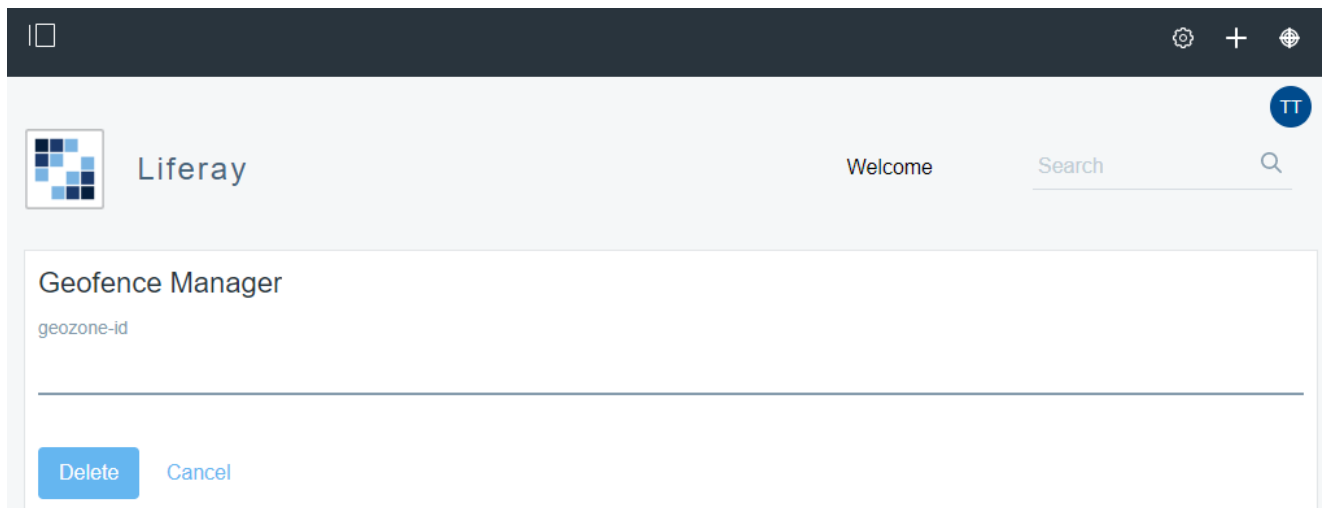 TT
Liferay
Welcome
Search
Geofence Manager
geozone-id
Delete
Cancel